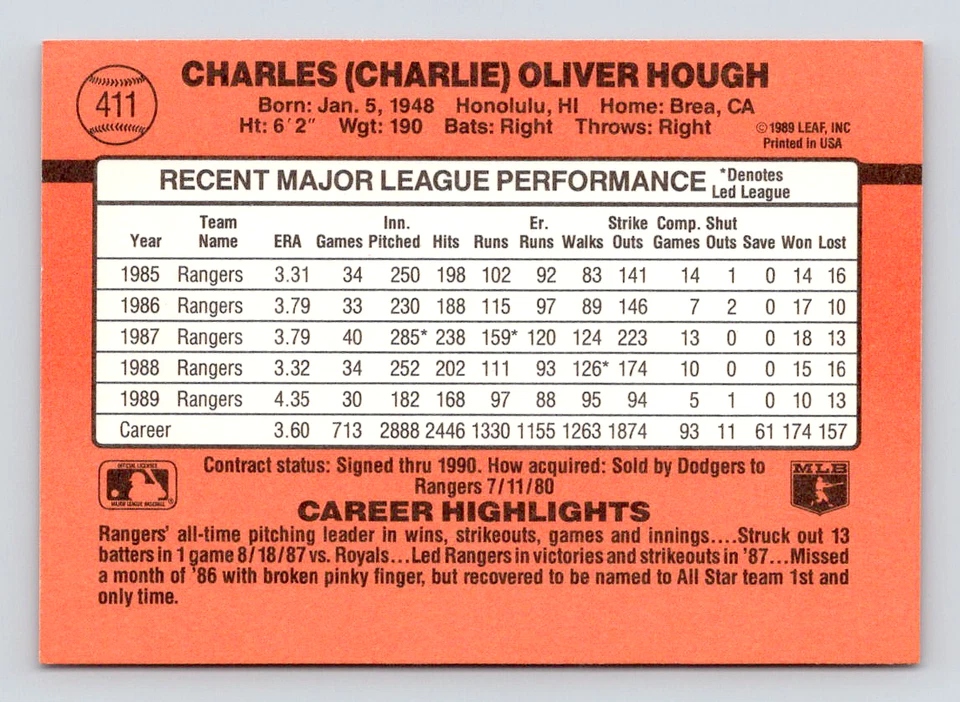 411
CHARLES (CHARLIE) OLIVER HOUGH
Born: Jan. 5, 1948 Honolulu, HI Home: Brea, CA
Ht: 6'2" Wgt: 190 Bats: Right Throws: Right
©1989 LEAF, INC
Printed in USA
RECENT MAJOR LEAGUE PERFORMANCE *Denotes Led League
Year Team Name ERA Games Inn. Pitched Hits Runs Er. Runs Walks Strike Outs Comp. Games Shut Outs Save Won Lost
1985 Rangers 3.31 34 250 198 102 92 83 141 14 1 0 14 16
1986 Rangers 3.79 33 230 188 115 97 89 146 7 2 0 17 10
1987 Rangers 3.79 40 285* 238 159* 120 124 223 13 0 0 18 13
1988 Rangers 3.32 34 252 202 111 93 126* 174 10 0 0 15 16
1989 Rangers 4.35 30 182 168 97 88 95 94 5 1 0 10 13
Career 3.60 713 2888 2446 1330 1155 1263 1874 93 11 61 174 157
OFFICIAL LICENSEE
MAJOR LEAGUE BASEBALL
®
Contract status: Signed thru 1990. How acquired: Sold by Dodgers to
Rangers 7/11/80
MLB
CAREER HIGHLIGHTS
Rangers' all-time pitching leader in wins, strikeouts, games and innings....Struck out 13
batters in 1 game 8/18/87 vs. Royals...Led Rangers in victories and strikeouts in '87...Missed
a month of '86 with broken pinky finger, but recovered to be named to All Star team 1st and
only time.